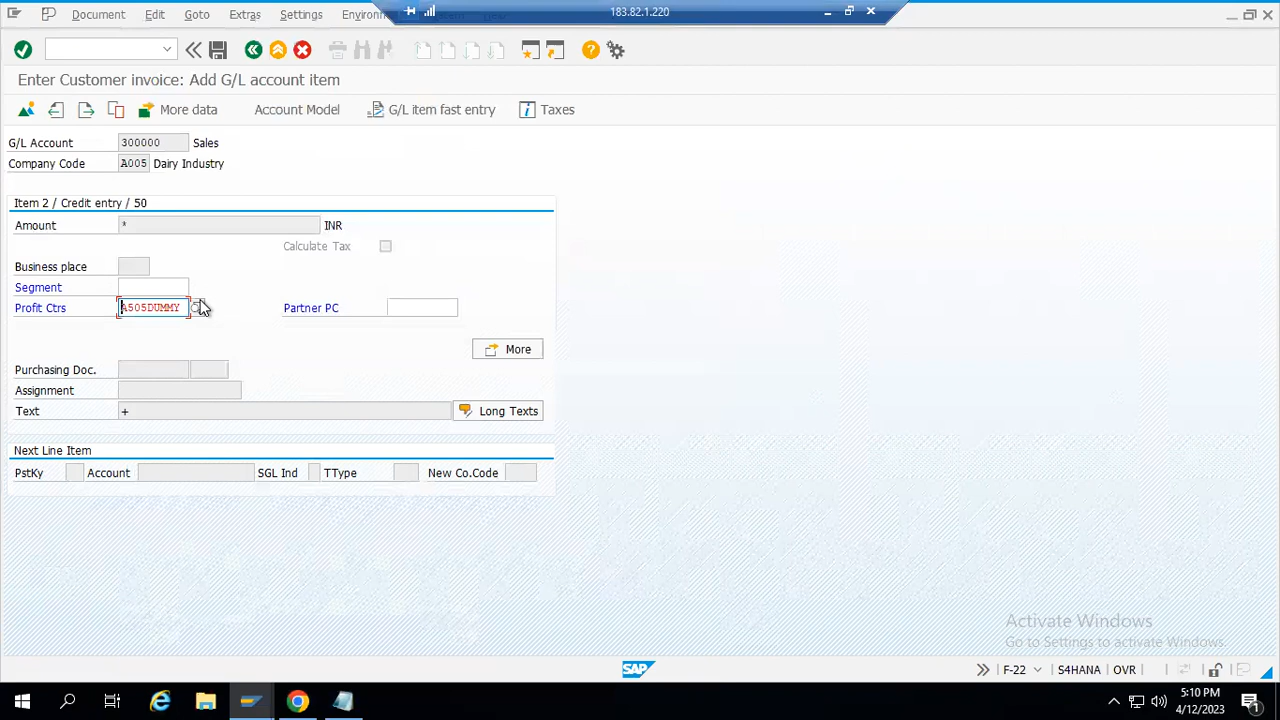 Document Edit Goto Extras Settings
183.82.1.220
Enter Customer invoice: Add G/L account item
More data Account Model G/L item fast entry Taxes
G/L Account 300000 Sales
Company Code A005 Dairy Industry
Item 2 / Credit entry / 50
Amount * INR
Calculate Tax
Business place
Segment
Profit Ctrs A505DUMMY Partner PC
More
Purchasing Doc.
Assignment
Text + Long Texts
Next Line Item
PstKy Account SGL Ind TType New Co.Code
Activate Windows
Go to Settings to activate Windows.
SAP F-22 S4HANA OVR
5:10 PM
4/12/2023
1